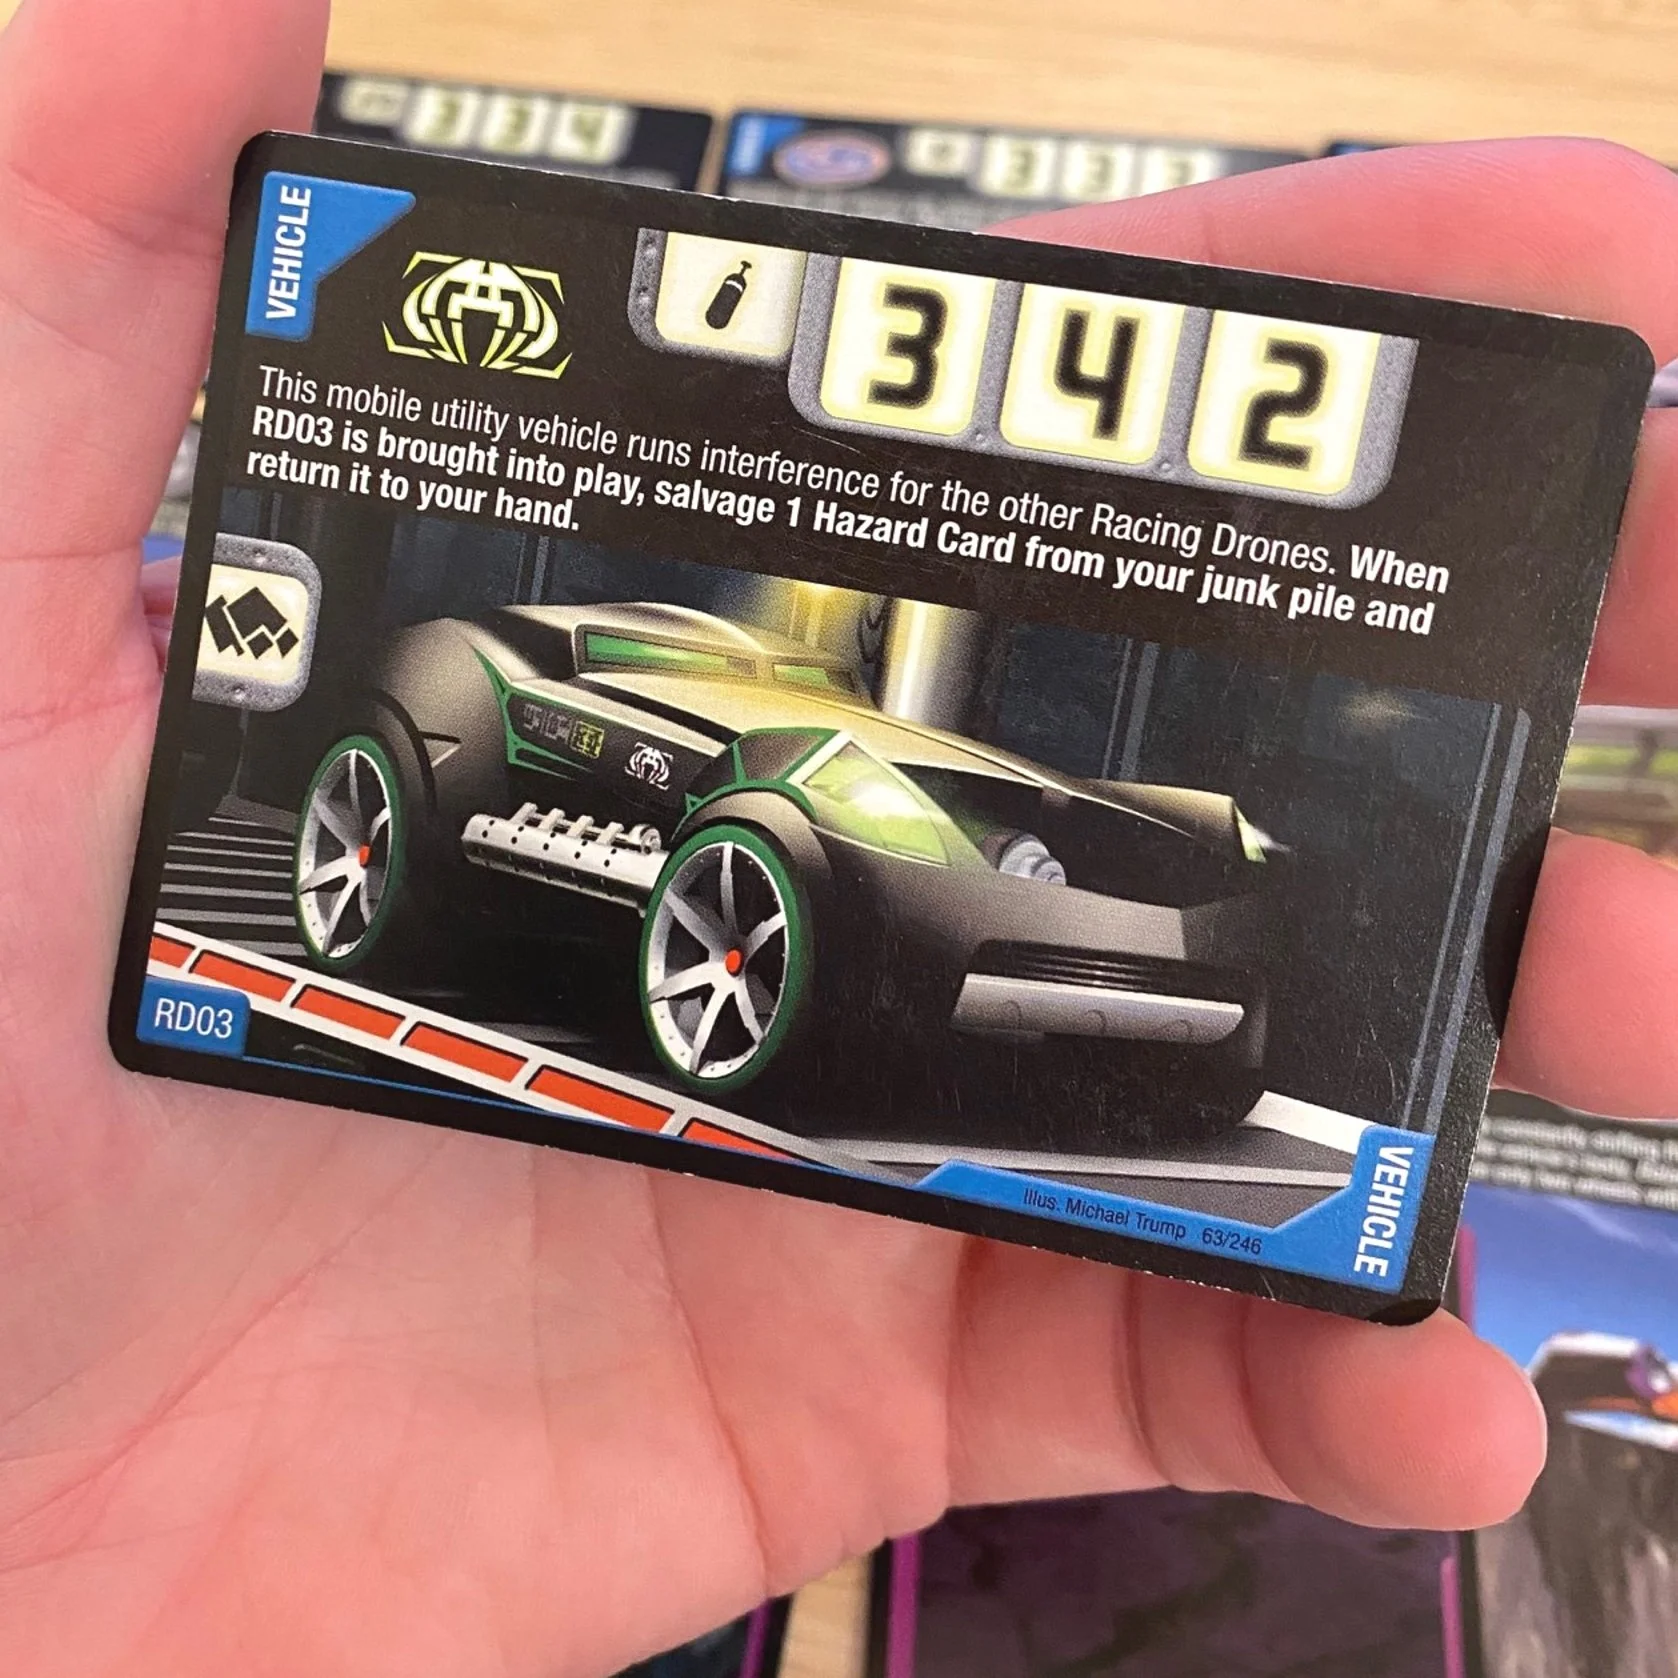 VEHICLE
3 4 2
This mobile utility vehicle runs interference for the other Racing Drones. When
RD03 is brought into play, salvage 1 Hazard Card from your junk pile and
return it to your hand.
RD03
Illus. Michael Trump 63/246
VEHICLE